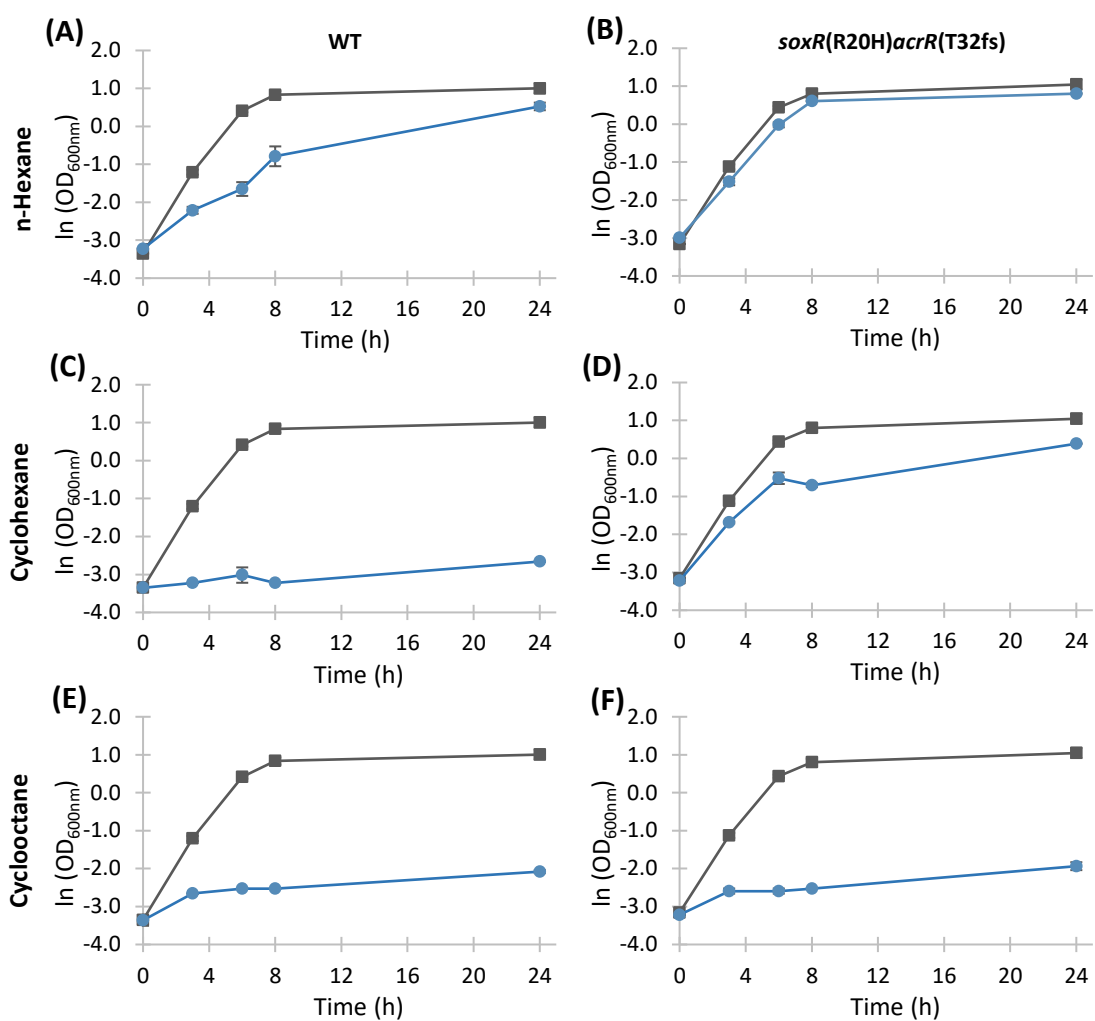 (A)
WT
(B)
soxR(R20H)acrR(T32fs)
n-Hexane
ln (OD600nm)
2.0
1.0
0.0
-1.0
-2.0
-3.0
-4.0
0 4 8 12 16 20 24
Time (h)
ln (OD600nm)
2.0
1.0
0.0
-1.0
-2.0
-3.0
-4.0
0 4 8 12 16 20 24
Time (h)
(C)
(D)
Cyclohexane
ln (OD600nm)
2.0
1.0
0.0
-1.0
-2.0
-3.0
-4.0
0 4 8 12 16 20 24
Time (h)
ln (OD600nm)
2.0
1.0
0.0
-1.0
-2.0
-3.0
-4.0
0 4 8 12 16 20 24
Time (h)
(E)
(F)
Cyclooctane
ln (OD600nm)
2.0
1.0
0.0
-1.0
-2.0
-3.0
-4.0
0 4 8 12 16 20 24
Time (h)
ln (OD600nm)
2.0
1.0
0.0
-1.0
-2.0
-3.0
-4.0
0 4 8 12 16 20 24
Time (h)